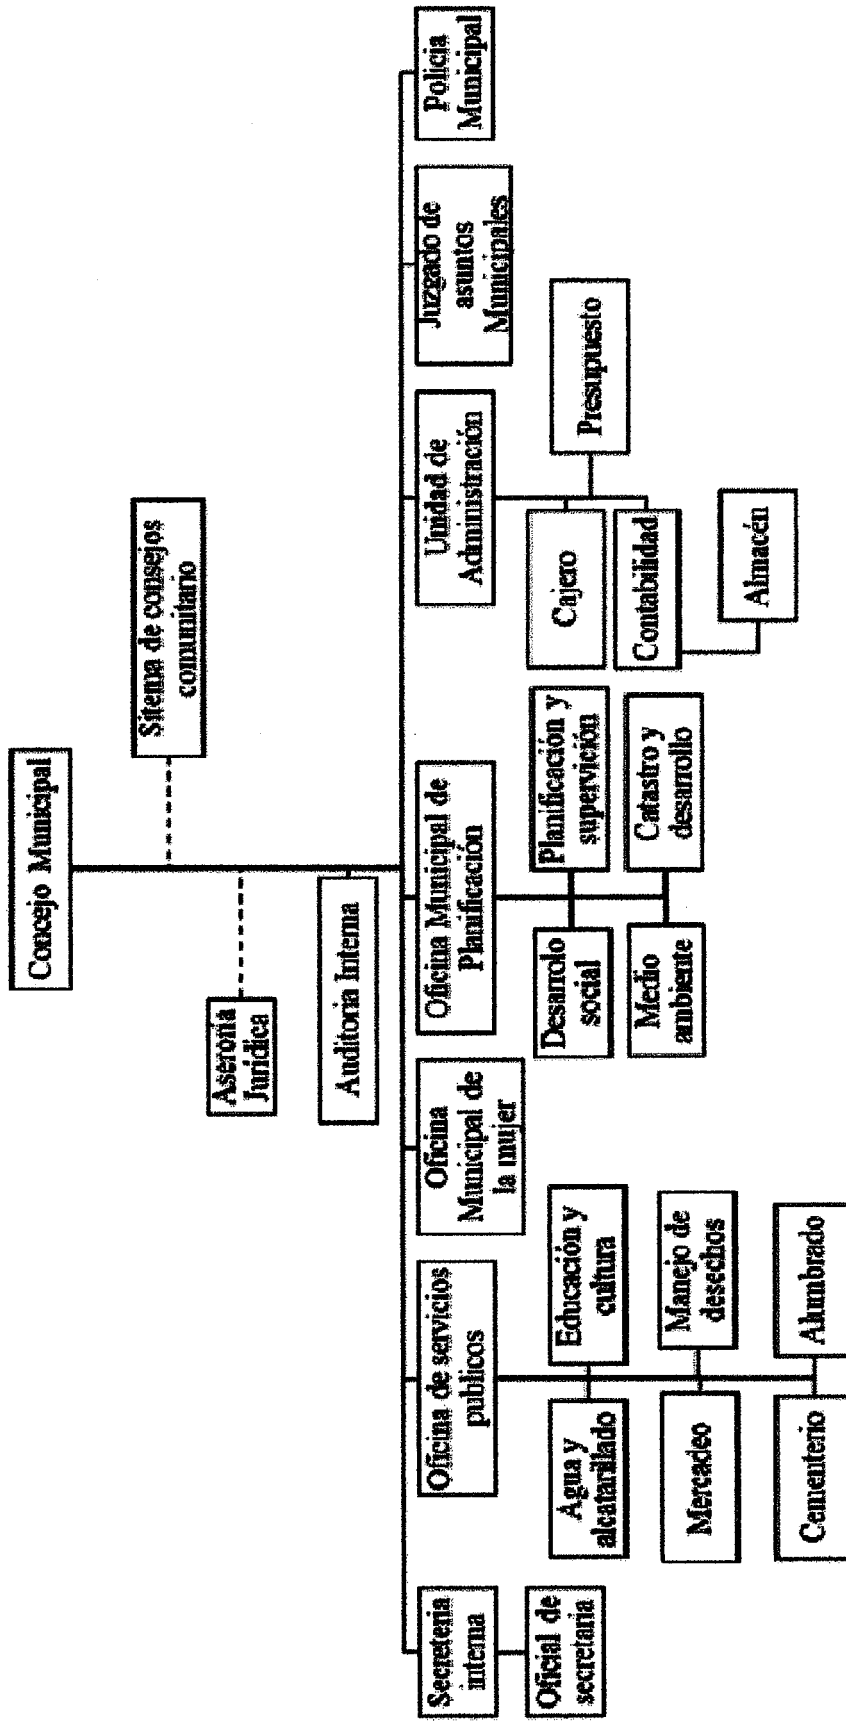 Concejo Municipal
Sitema de consejos
comunitario
Aseroria
Juridica
Auditoria Interna
Secreteria
interna
Oficina de servicios
publicos
Oficina
Municipal de
la mujer
Oficina Municipal de
Planificación
Unidad de
Administración
Juzgado de
asuntos
Municipales
Policia
Municipal
Oficial de
secretaria
Agua y
alcatarillado
Educación y
cultura
Mercadeo
Manejo de
desechos
Cementerio
Alumbrado
Desarrolo
social
Planificación y
supervición
Medio
ambiente
Catastro y
desarrollo
Cajero
Presupuesto
Contabilidad
Almacén